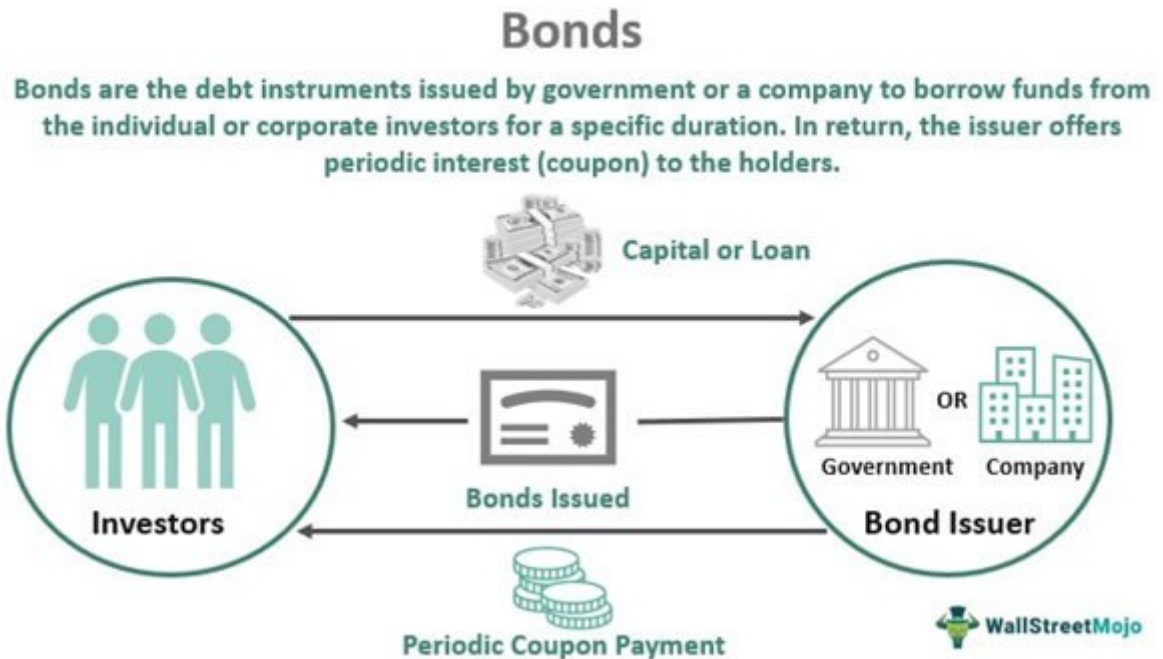 Bonds
Bonds are the debt instruments issued by government or a company to borrow funds from
the individual or corporate investors for a specific duration. In return, the issuer offers
periodic interest (coupon) to the holders.
Capital or Loan
OR
Government
Company
Investors
Bonds Issued
Bond Issuer
Periodic Coupon Payment
WallStreetMojo